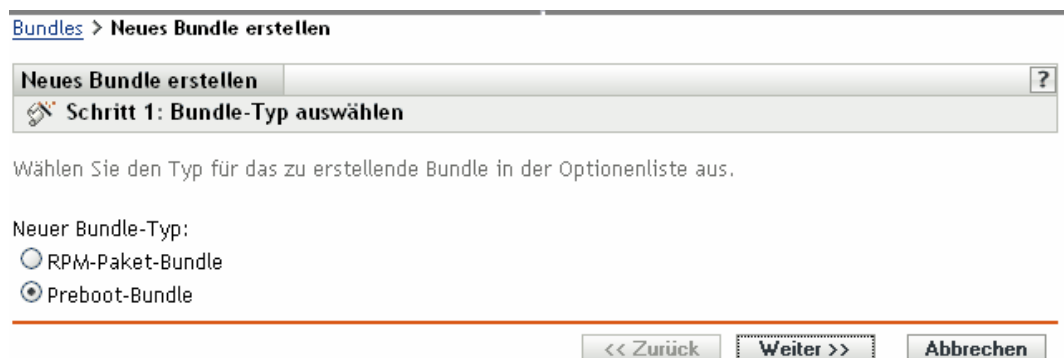 Bundles > Neues Bundle erstellen
Neues Bundle erstellen ?
Schritt 1: Bundle-Typ auswählen
Wählen Sie den Typ für das zu erstellende Bundle in der Optionenliste aus.
Neuer Bundle-Typ:
RPM-Paket-Bundle
Preboot-Bundle
<< Zurück Weiter >> Abbrechen